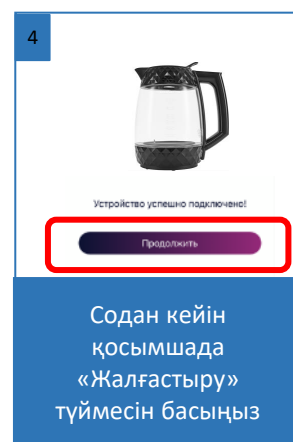 4
Устройство успешно подключено!
Продолжить
Содан кейін
қосымшада
«Жалғастыру»
түймесін басыңыз